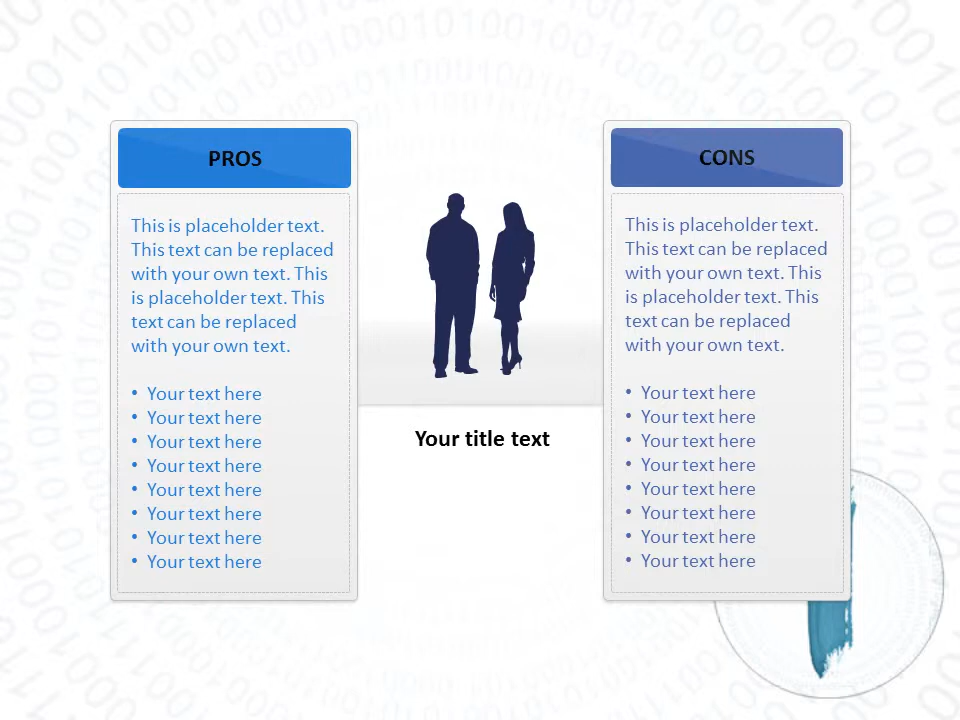 PROS
This is placeholder text.
This text can be replaced
with your own text. This
is placeholder text. This
text can be replaced
with your own text.
• Your text here
• Your text here
• Your text here
• Your text here
• Your text here
• Your text here
• Your text here
• Your text here
Your title text
CONS
This is placeholder text.
This text can be replaced
with your own text. This
is placeholder text. This
text can be replaced
with your own text.
• Your text here
• Your text here
• Your text here
• Your text here
• Your text here
• Your text here
• Your text here
• Your text here